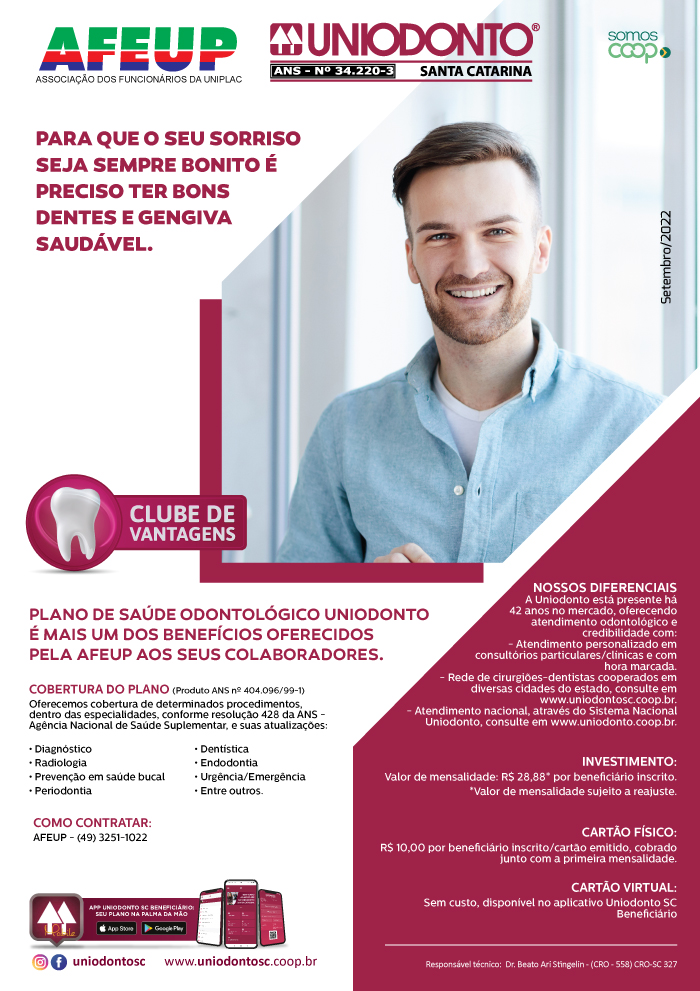 AFEUP
ASSOCIAÇÃO DOS FUNCIONÁRIOS DA UNIPLAC
UNIODONTO®
ANS - Nº 34.220-3
SANTA CATARINA
somos
coop
PARA QUE O SEU SORRISO
SEJA SEMPRE BONITO É
PRECISO TER BONS
DENTES E GENGIVA
SAUDÁVEL.
Setembro/2022
CLUBE DE
VANTAGENS
PLANO DE SAÚDE ODONTOLÓGICO UNIODONTO
É MAIS UM DOS BENEFÍCIOS OFERECIDOS
PELA AFEUP AOS SEUS COLABORADORES.
COBERTURA DO PLANO (Produto ANS nº 404.096/99-1)
Oferecemos cobertura de determinados procedimentos,
dentro das especialidades, conforme resolução 428 da ANS -
Agência Nacional de Saúde Suplementar, e suas atualizações:
• Diagnóstico
• Radiologia
• Prevenção em saúde bucal
• Periodontia
• Dentística
• Endodontia
• Urgência/Emergência
• Entre outros.
COMO CONTRATAR:
AFEUP - (49) 3251-1022
APP UNIODONTO SC BENEFICIÁRIO:
SEU PLANO NA PALMA DA MÃO
App Store
Google Play
uniodontosc
www.uniodontosc.coop.br
NOSSOS DIFERENCIAIS
A Uniodonto está presente há
42 anos no mercado, oferecendo
atendimento odontológico e
credibilidade com:
- Atendimento personalizado em
consultórios particulares/clínicas e com
hora marcada.
- Rede de cirurgiões-dentistas cooperados em
diversas cidades do estado, consulte em
www.uniodontosc.coop.br.
- Atendimento nacional, através do Sistema Nacional
Uniodonto, consulte em www.uniodonto.coop.br.
INVESTIMENTO:
Valor de mensalidade: R$ 28,88* por beneficiário inscrito.
*Valor de mensalidade sujeito a reajuste.
CARTÃO FÍSICO:
R$ 10,00 por beneficiário inscrito/cartão emitido, cobrado
junto com a primeira mensalidade.
CARTÃO VIRTUAL:
Sem custo, disponível no aplicativo Uniodonto SC
Beneficiário
Responsável técnico: Dr. Beato Ari Stingelin - (CRO - 558) CRO-SC 327